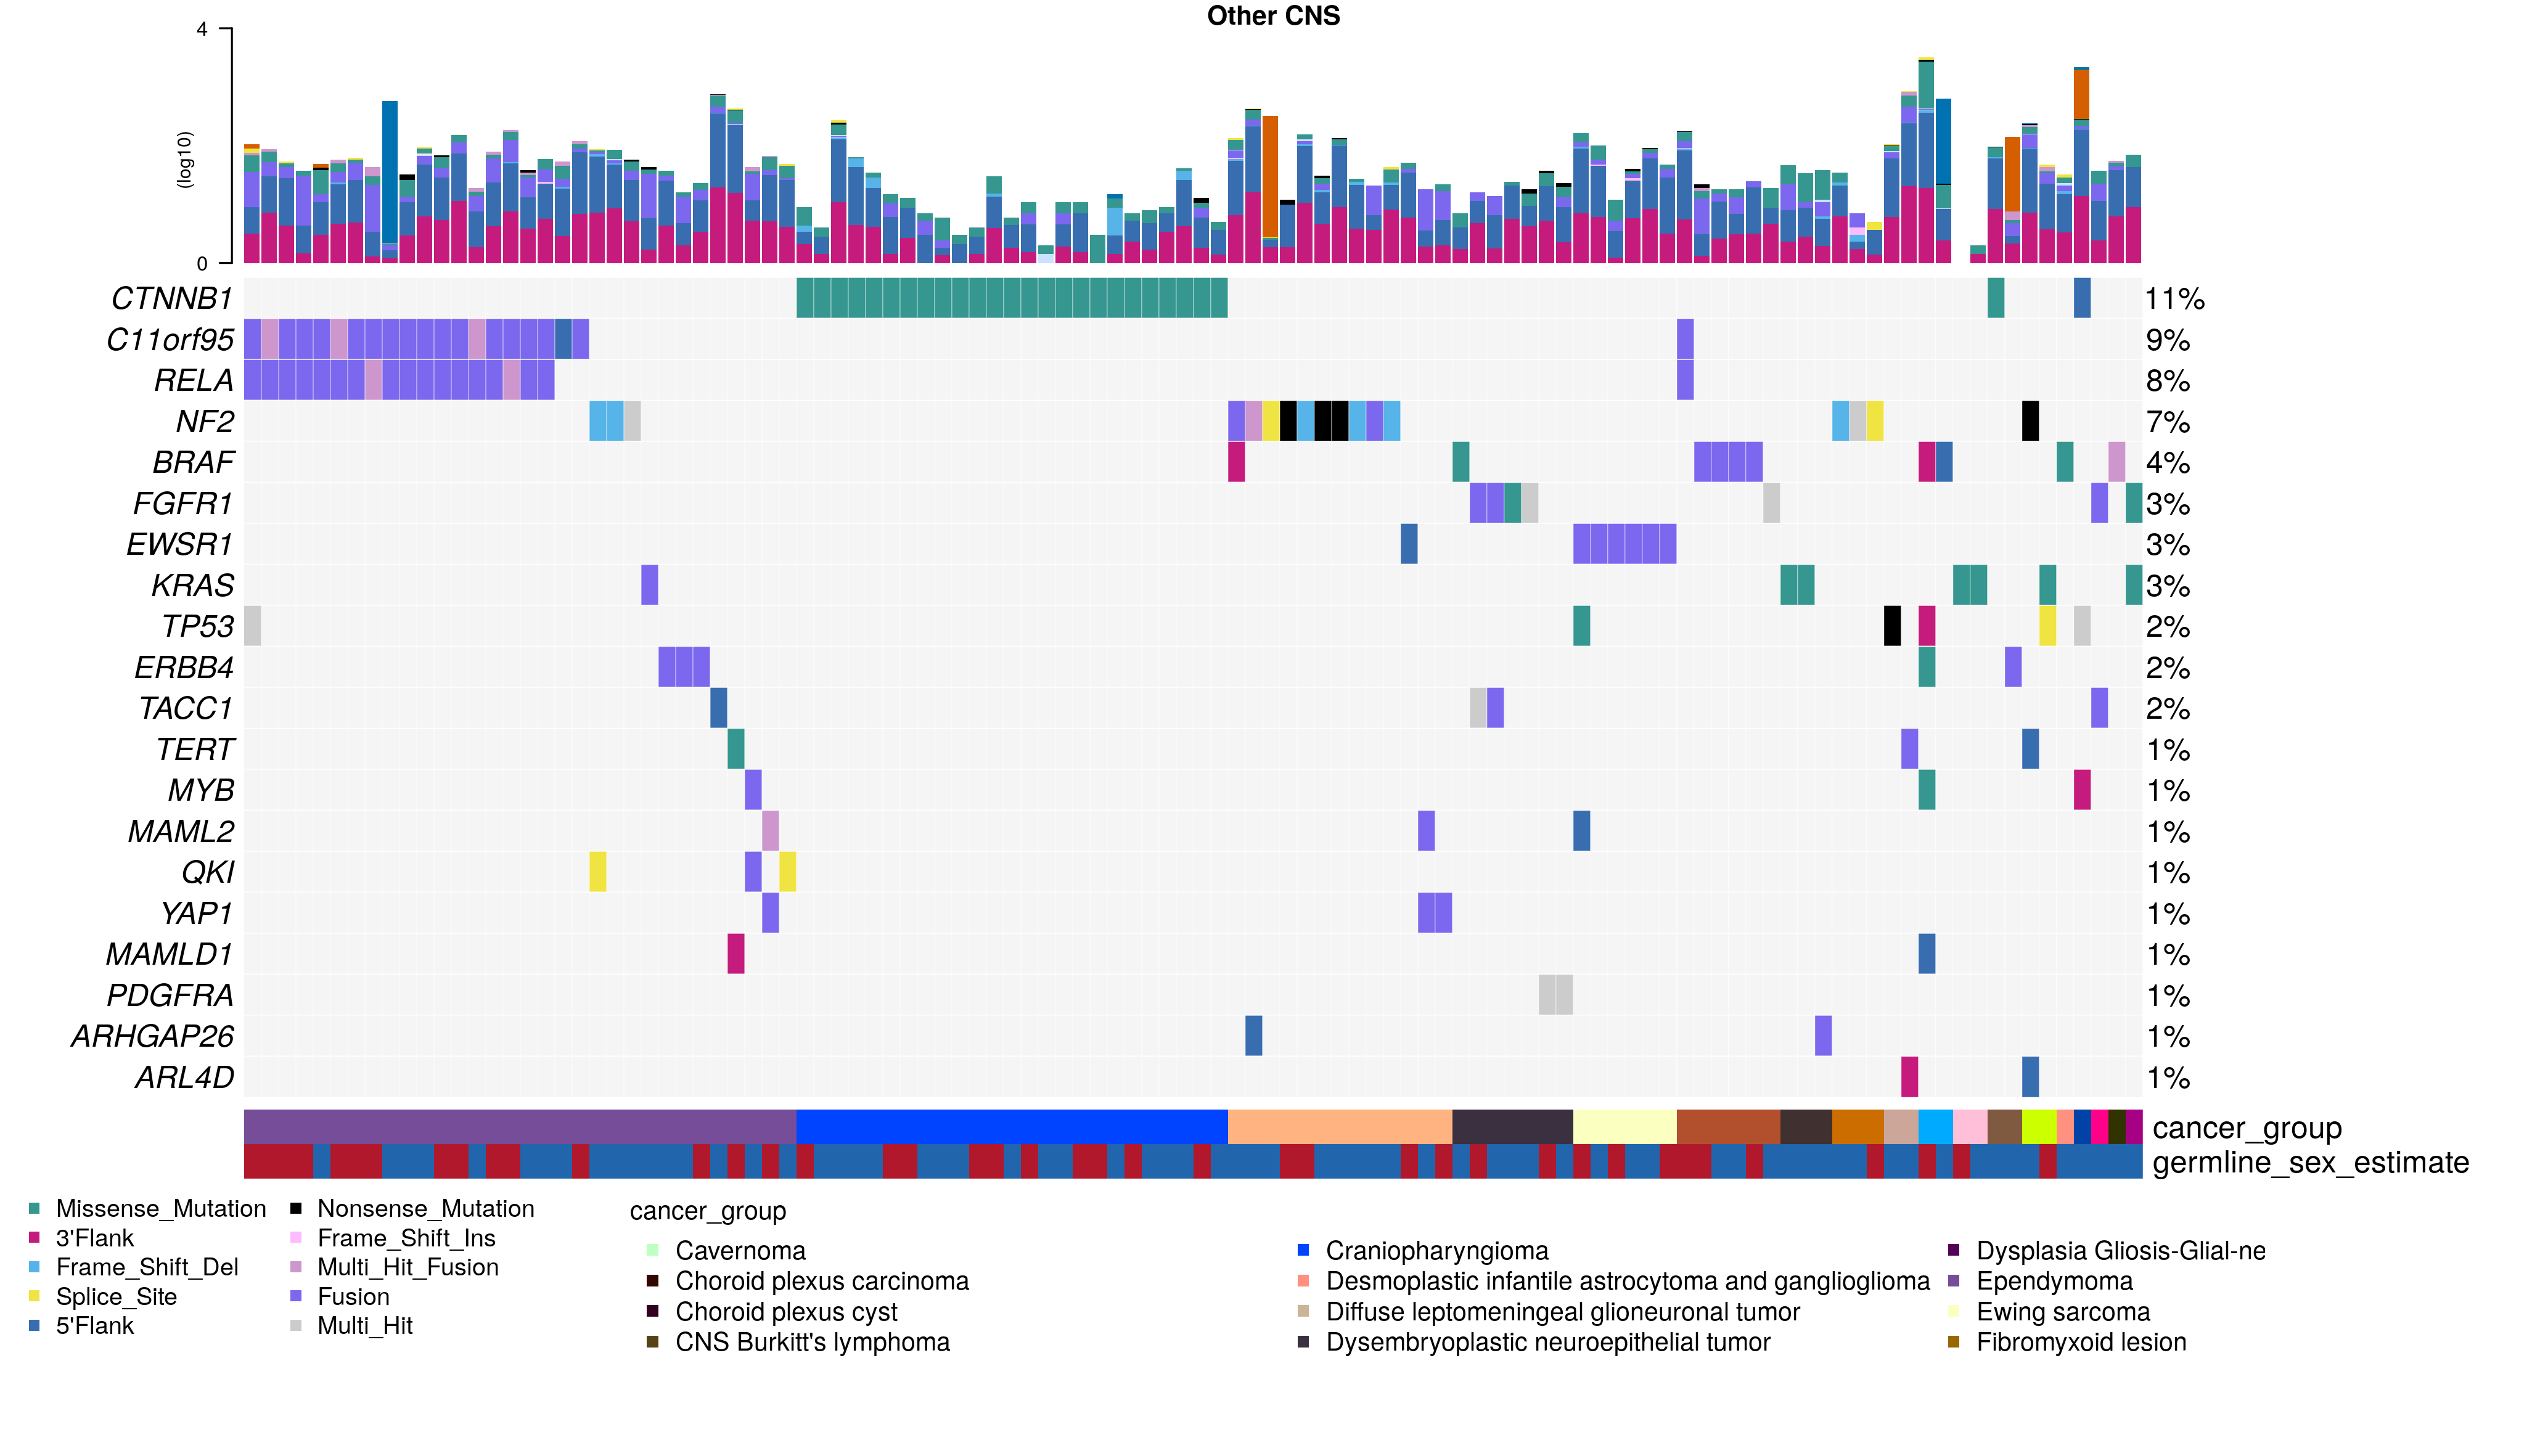 Other CNS
4
(log10)
0
CTNNB1 11%
C11orf95 9%
RELA 8%
NF2 7%
BRAF 4%
FGFR1 3%
EWSR1 3%
KRAS 3%
TP53 2%
ERBB4 2%
TACC1 2%
TERT 1%
MYB 1%
MAML2 1%
QKI 1%
YAP1 1%
MAMLD1 1%
PDGFRA 1%
ARHGAP26 1%
ARL4D 1%
cancer_group
germline_sex_estimate
Missense_Mutation
3'Flank
Frame_Shift_Del
Splice_Site
5'Flank
Nonsense_Mutation
Frame_Shift_Ins
Multi_Hit_Fusion
Fusion
Multi_Hit
cancer_group
Cavernoma
Choroid plexus carcinoma
Choroid plexus cyst
CNS Burkitt's lymphoma
Craniopharyngioma
Desmoplastic infantile astrocytoma and ganglioglioma
Diffuse leptomeningeal glioneuronal tumor
Dysembryoplastic neuroepithelial tumor
Dysplasia Gliosis-Glial-ne
Ependymoma
Ewing sarcoma
Fibromyxoid lesion